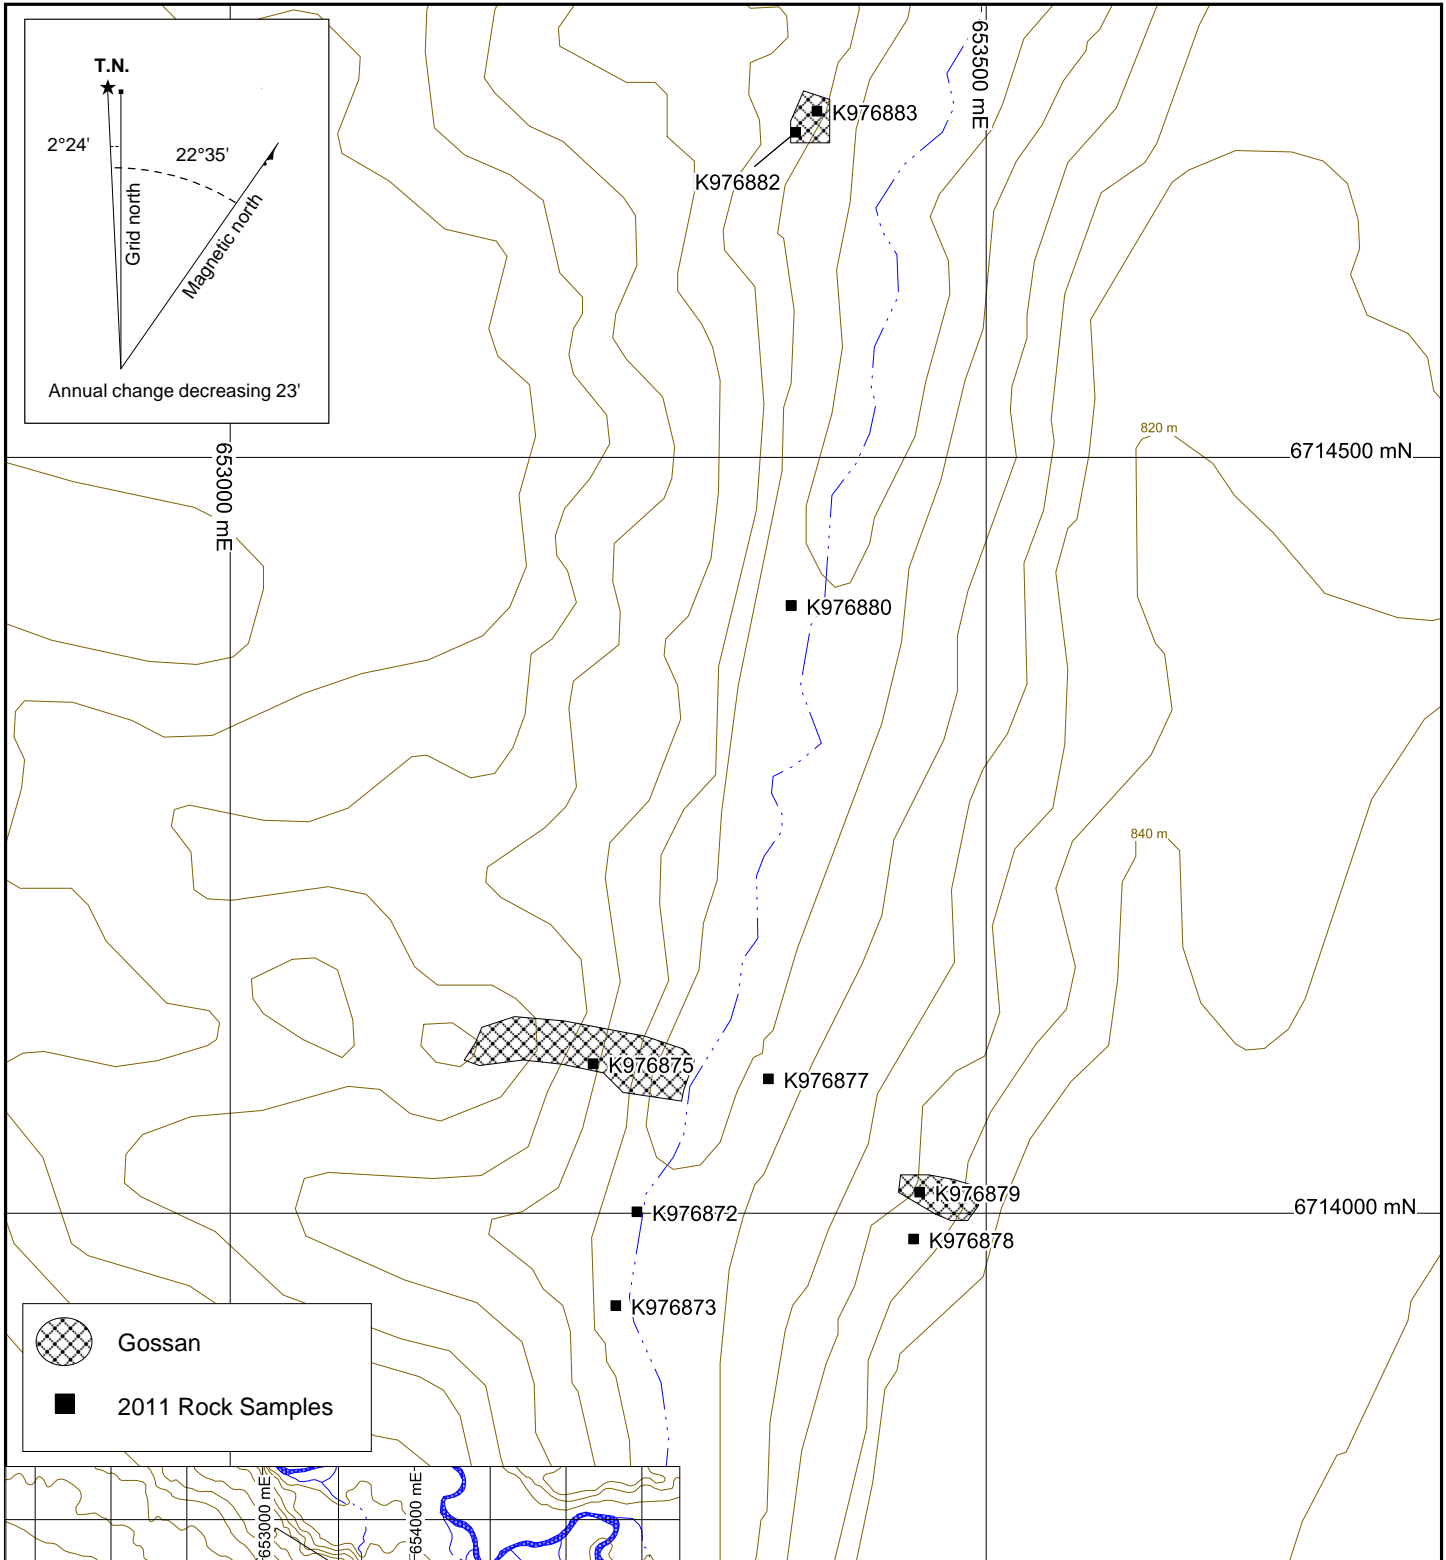 T.N.
2°24'
22°35'
Grid north
Magnetic north
Annual change decreasing 23'
653500 mE
K976883
K976882
820 m
6714500 mN
653000 mE
K976880
840 m
K976875
K976877
K976879
K976872
6714000 mN
K976878
K976873
Gossan
2011 Rock Samples
653000 mE
654000 mE